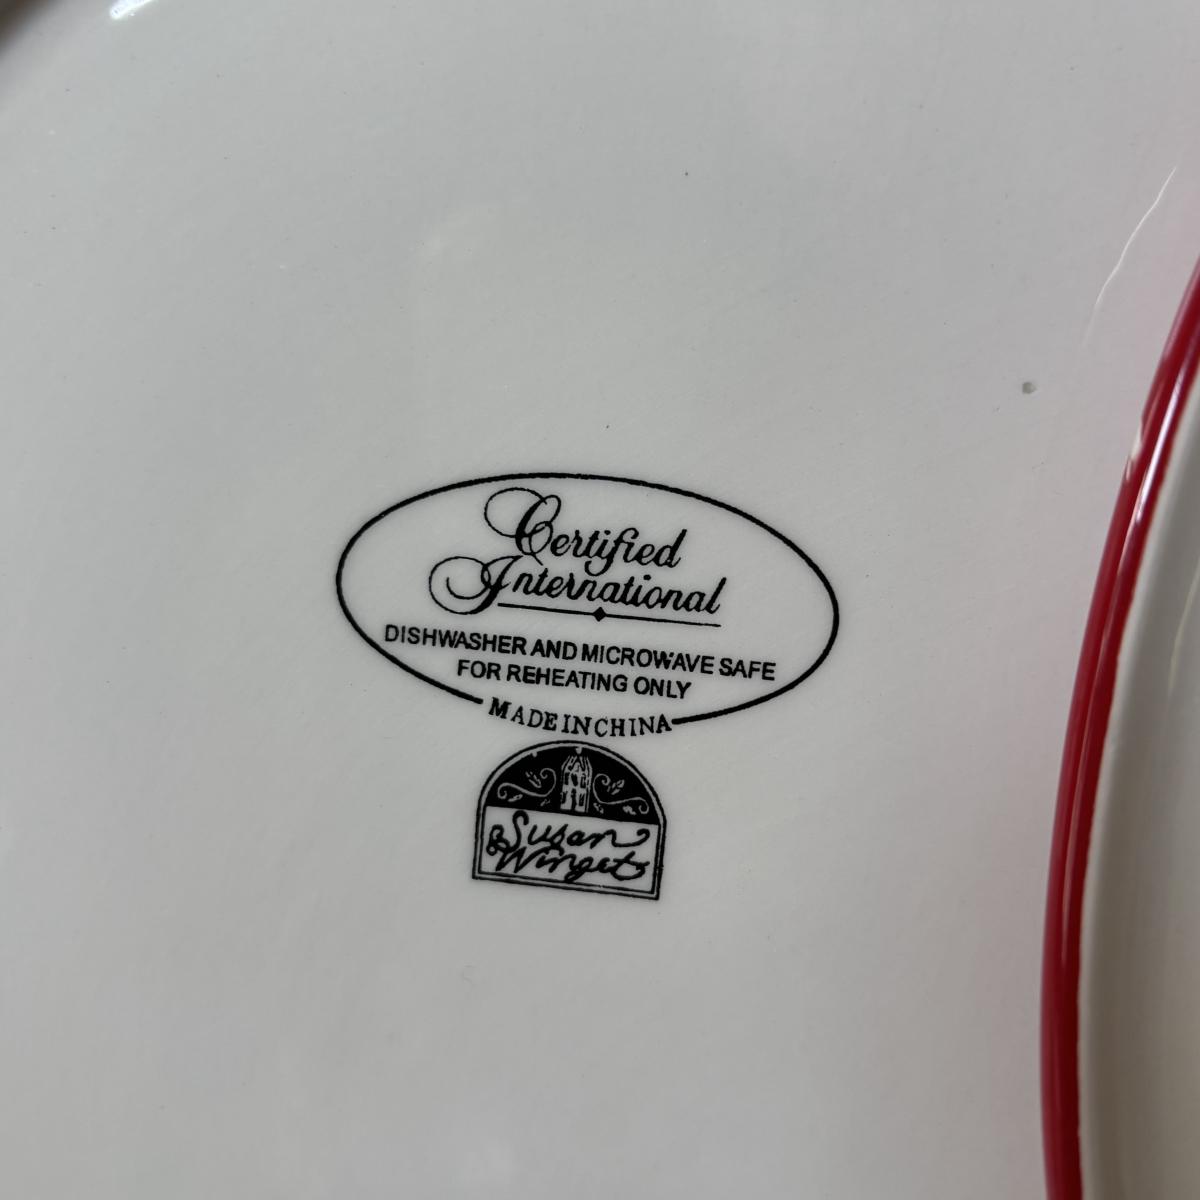 Certified
International
DISHWASHER AND MICROWAVE SAFE
FOR REHEATING ONLY
MADE IN CHINA
Susan
Winget